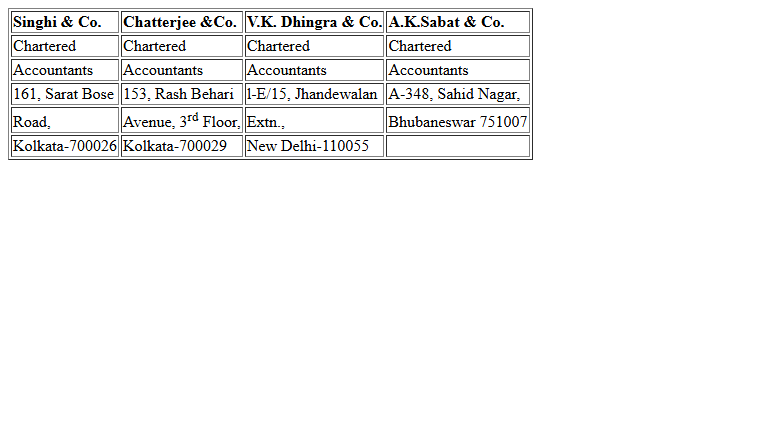 Singhi & Co. Chatterjee &Co. V.K. Dhingra & Co. A.K.Sabat & Co.
Chartered Chartered Chartered Chartered
Accountants Accountants Accountants Accountants
161, Sarat Bose 153, Rash Behari l-E/15, Jhandewalan A-348, Sahid Nagar,
Road, Avenue, 3rd Floor, Extn., Bhubaneswar 751007
Kolkata-700026 Kolkata-700029 New Delhi-110055